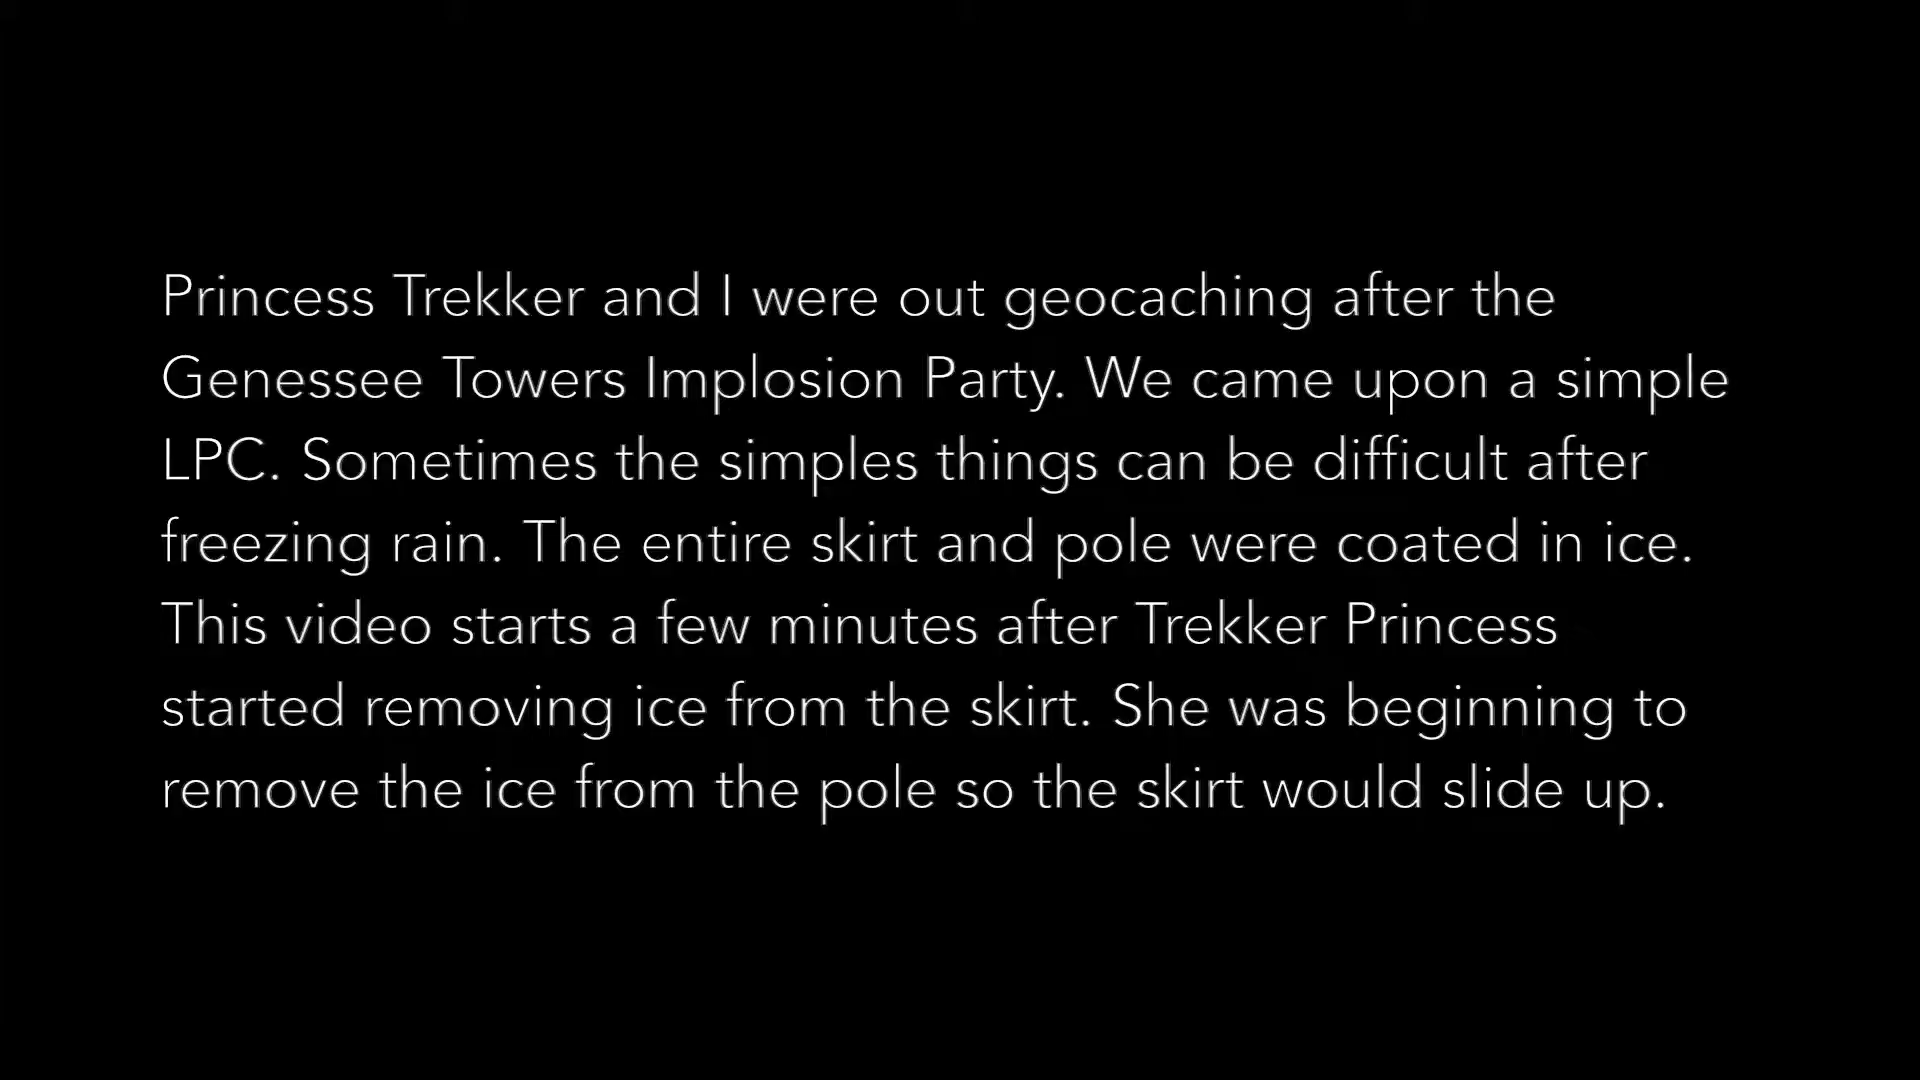 Princess Trekker and I were out geocaching after the
Genessee Towers Implosion Party. We came upon a simple
LPC. Sometimes the simples things can be difficult after
freezing rain. The entire skirt and pole were coated in ice.
This video starts a few minutes after Trekker Princess
started removing ice from the skirt. She was beginning to
remove the ice from the pole so the skirt would slide up.